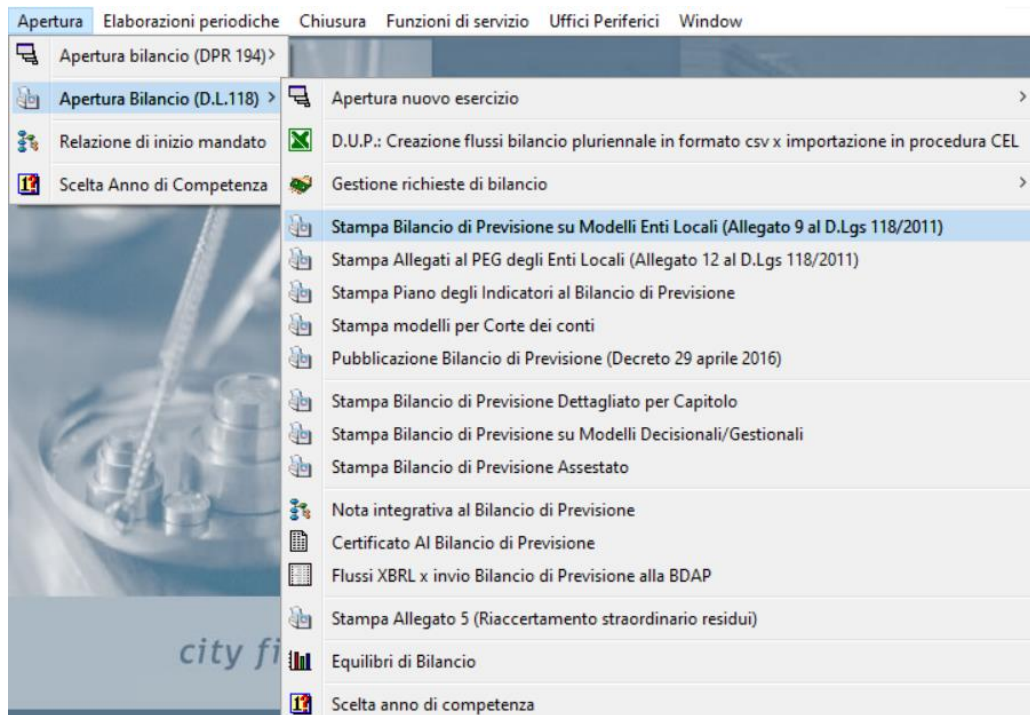 Apertura Elaborazioni periodiche Chiusura Funzioni di servizio Uffici Periferici Window
Apertura bilancio (DPR 194)
Apertura Bilancio (D.L.118)
Relazione di inizio mandato
Scelta Anno di Competenza
Apertura nuovo esercizio
D.U.P.: Creazione flussi bilancio pluriennale in formato csv x importazione in procedura CEL
Gestione richieste di bilancio
Stampa Bilancio di Previsione su Modelli Enti Locali (Allegato 9 al D.Lgs 118/2011)
Stampa Allegati al PEG degli Enti Locali (Allegato 12 al D.Lgs 118/2011)
Stampa Piano degli Indicatori al Bilancio di Previsione
Stampa modelli per Corte dei conti
Pubblicazione Bilancio di Previsione (Decreto 29 aprile 2016)
Stampa Bilancio di Previsione Dettagliato per Capitolo
Stampa Bilancio di Previsione su Modelli Decisionali/Gestionali
Stampa Bilancio di Previsione Assestato
Nota integrativa al Bilancio di Previsione
Certificato Al Bilancio di Previsione
Flussi XBRL x invio Bilancio di Previsione alla BDAP
Stampa Allegato 5 (Riaccertamento straordinario residui)
Equilibri di Bilancio
Scelta anno di competenza
city fi